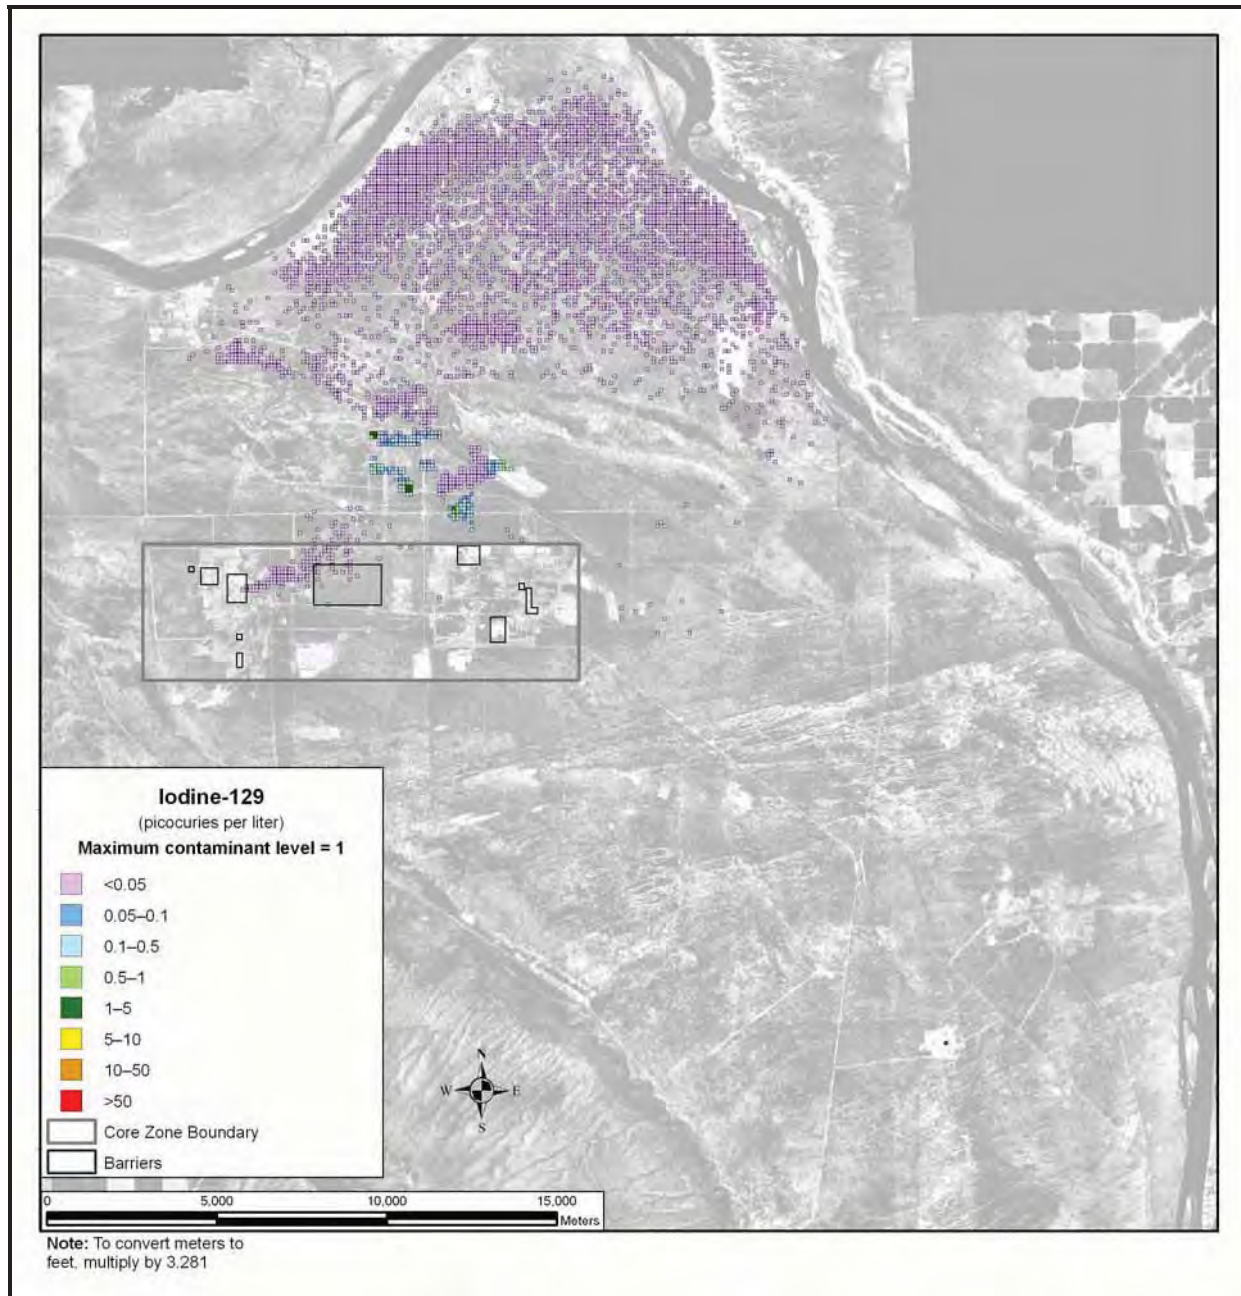 Iodine-129
(picocuries per liter)
Maximum contaminant level = 1
<0.05
0.05–0.1
0.1–0.5
0.5–1
1–5
5–10
10–50
>50
Core Zone Boundary
Barriers
N
W E
S
0 5,000 10,000 15,000
Meters
Note: To convert meters to
feet, multiply by 3.281